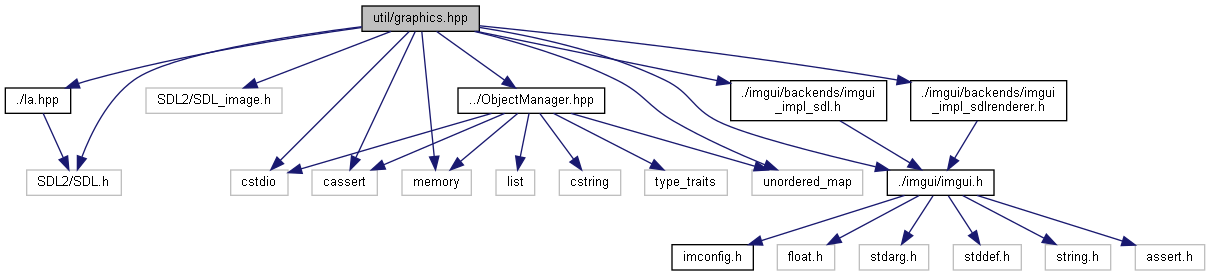 util/graphics.hpp
./la.hpp
SDL2/SDL_image.h
../ObjectManager.hpp
./imgui/backends/imgui
_impl_sdl.h
./imgui/backends/imgui
_impl_sdlrenderer.h
SDL2/SDL.h
cstdio
cassert
memory
list
cstring
type_traits
unordered_map
./imgui/imgui.h
imconfig.h
float.h
stdarg.h
stddef.h
string.h
assert.h